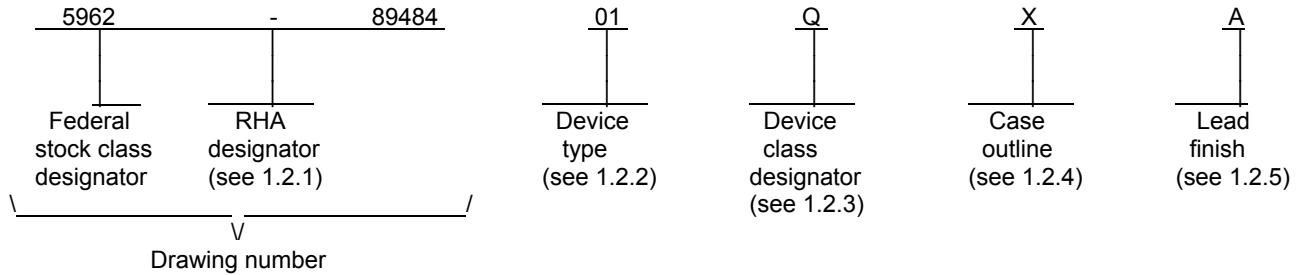 5962 - 89484 01 Q X A
Federal RHA Device Device Case Lead
stock class designator type class outline finish
designator (see 1.2.1) (see 1.2.2) designator (see 1.2.4) (see 1.2.5)
(see 1.2.3)
\/
Drawing number